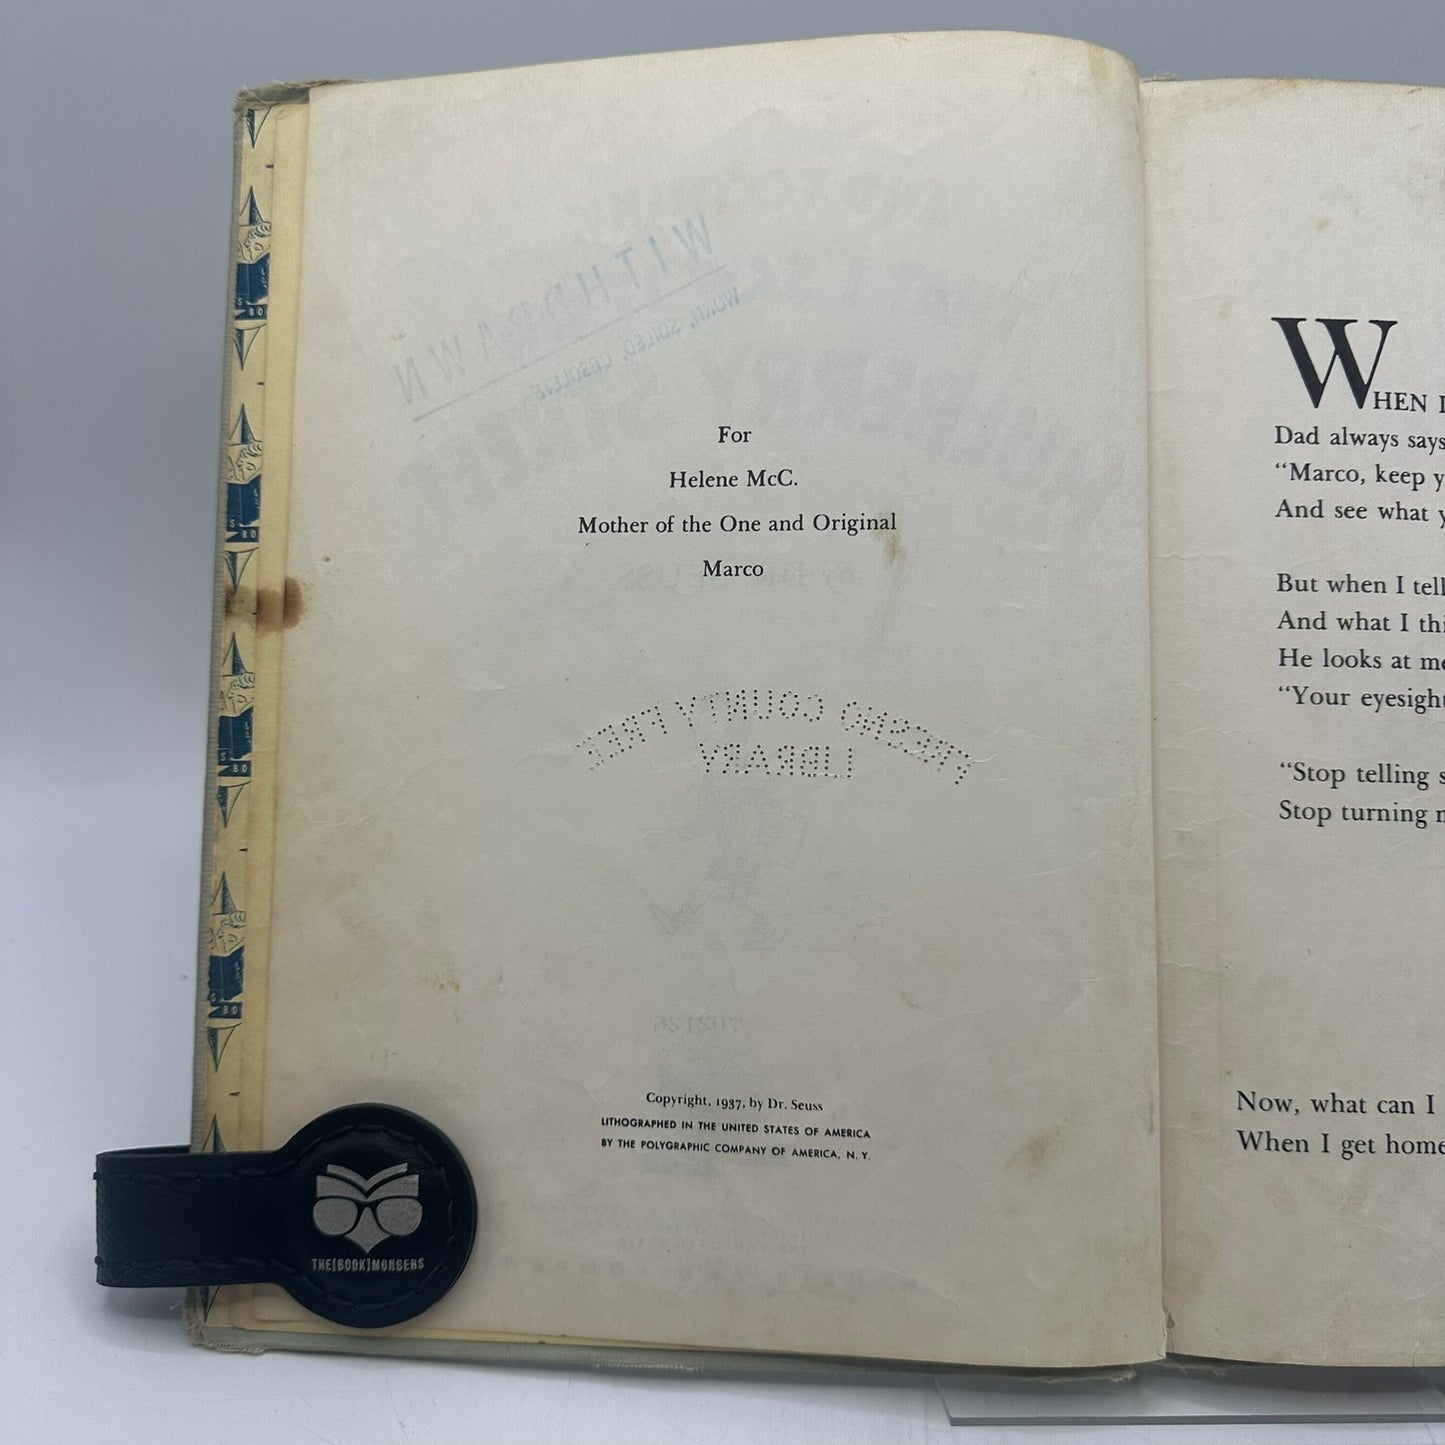 WITHDRAWN
WORN, SOILED, OBSOLETE
For
Helene McC.
Mother of the One and Original
Marco
FRESNO COUNTY FREE
LIBRARY
702126
Copyright, 1937, by Dr. Seuss
LITHOGRAPHED IN THE UNITED STATES OF AMERICA
BY THE POLYGRAPHIC COMPANY OF AMERICA, N. Y.
THE[BOOK]MONGERS
WHEN I
Dad always says
“Marco, keep
And see what
But when I tell
And what I
He looks at
“Your eyesight
“Stop telling
Stop turning
Now, what can I
When I get home